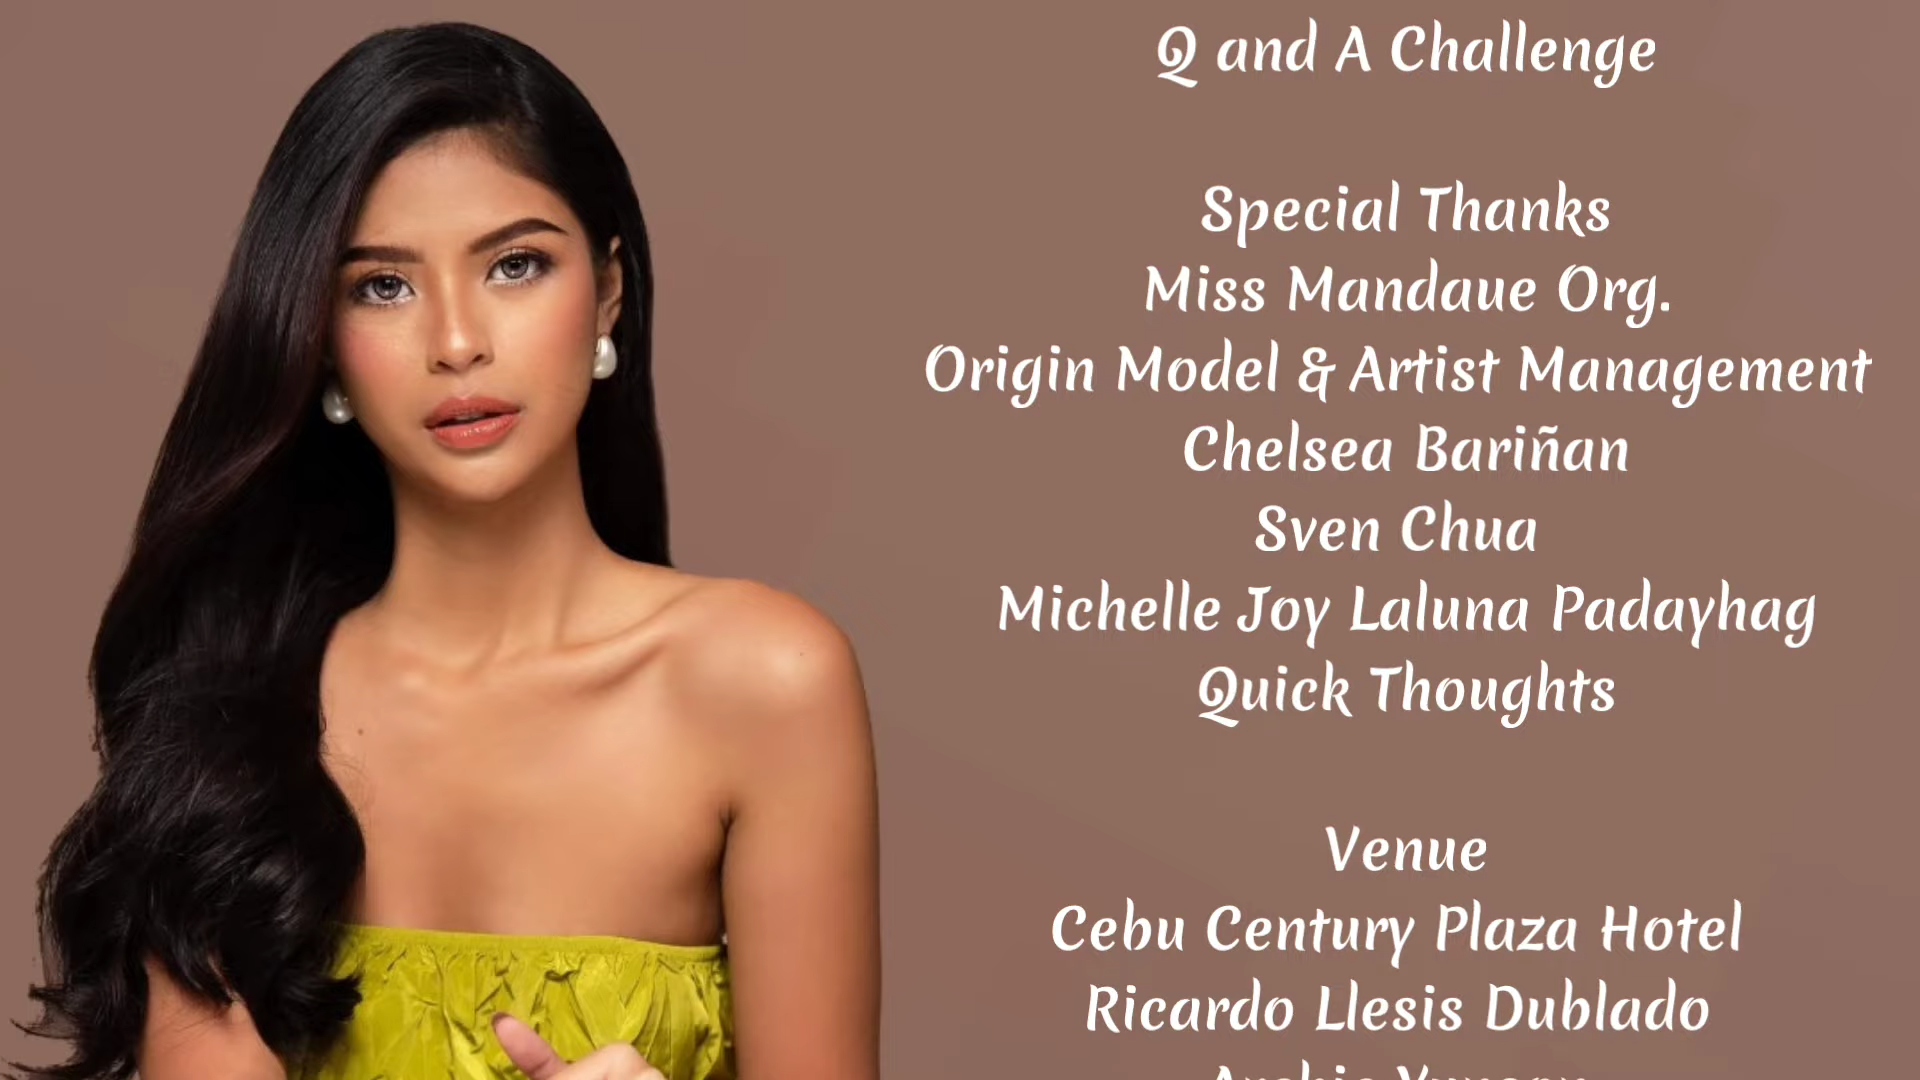 Q and A Challenge
Special Thanks
Miss Mandaue Org.
Origin Model & Artist Management
Chelsea Bariñan
Sven Chua
Michelle Joy Laluna Padayhag
Quick Thoughts
Venue
Cebu Century Plaza Hotel
Ricardo Llesis Dublado